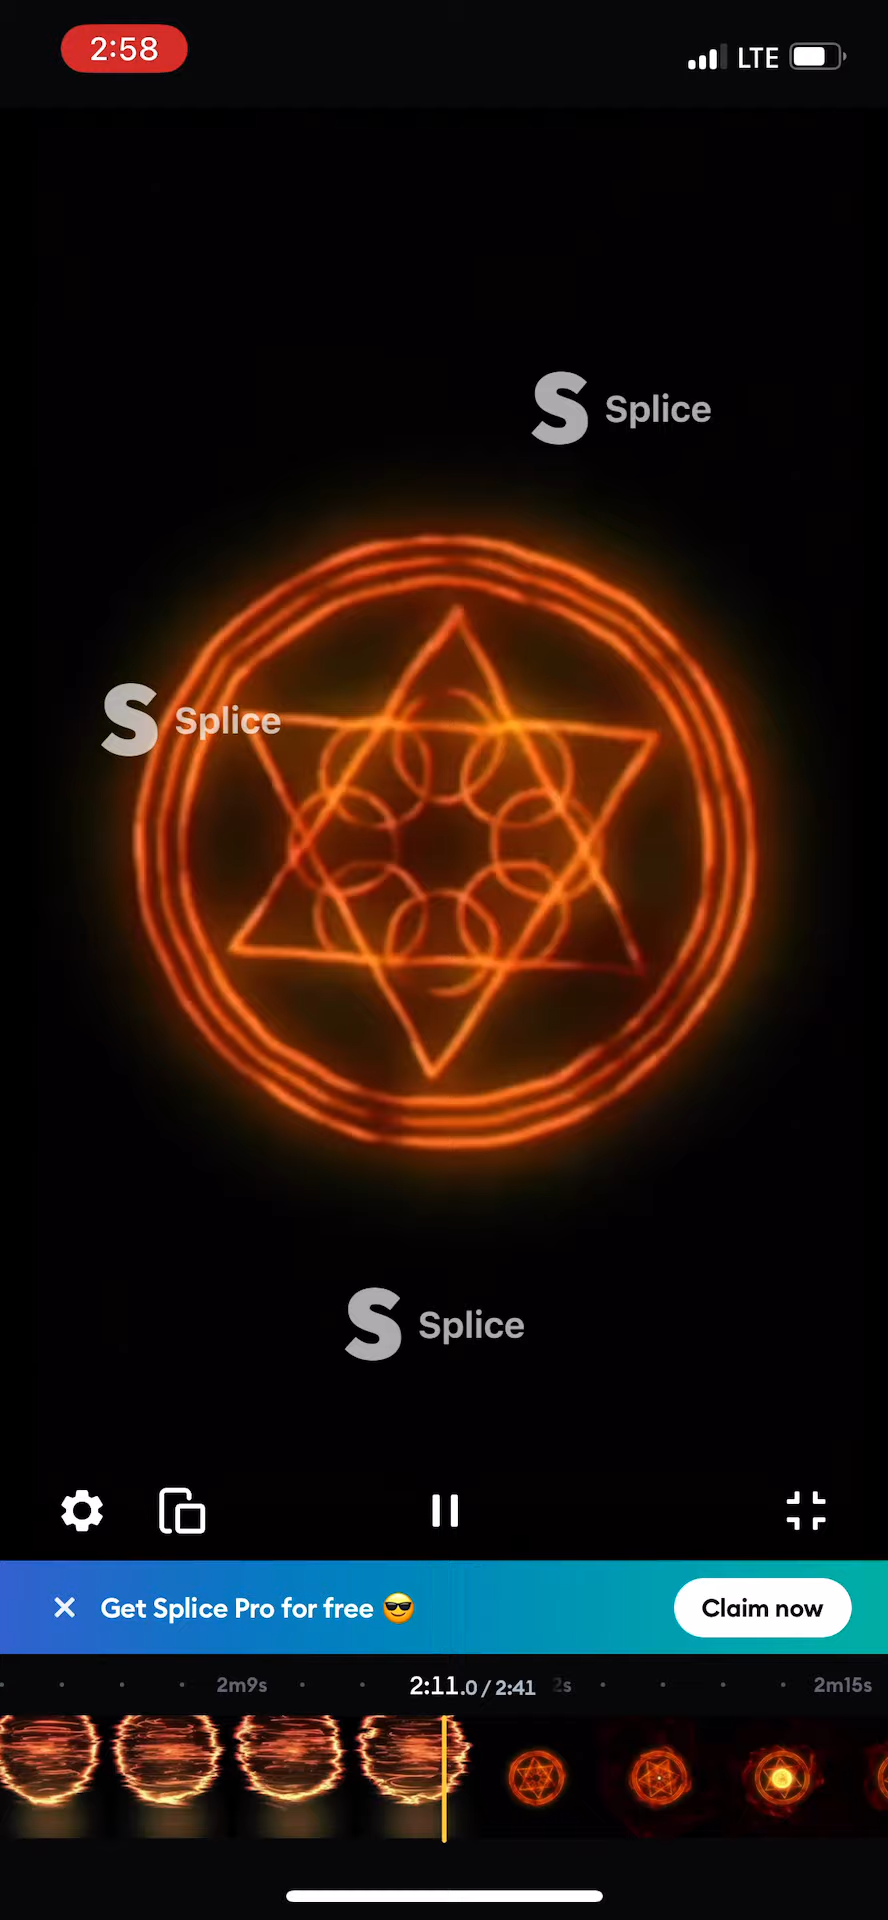 2:58
LTE
Splice
Splice
Splice
Get Splice Pro for free 😎
Claim now
2m9s
2:11.0 / 2:41
2s
2m15s